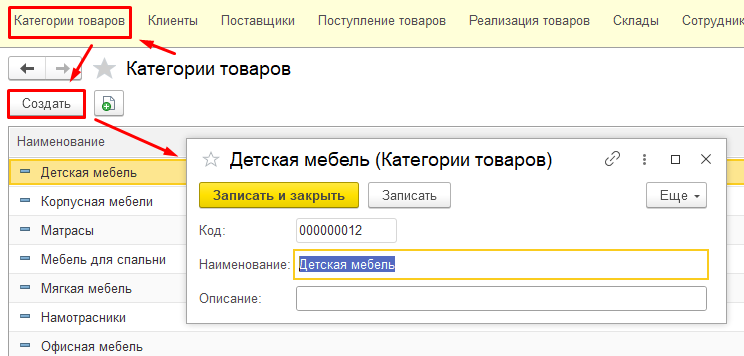 Категории товаров Клиенты Поставщики Поступление товаров Реализация товаров Склады Сотрудник
Категории товаров
Создать
Наименование
Детская мебель
Корпусная мебели
Матрасы
Мебель для спальни
Мягкая мебель
Намотрасники
Офисная мебель
Детская мебель (Категории товаров)
Записать и закрыть Записать Еще
Код: 000000012
Наименование: Детская мебель
Описание: